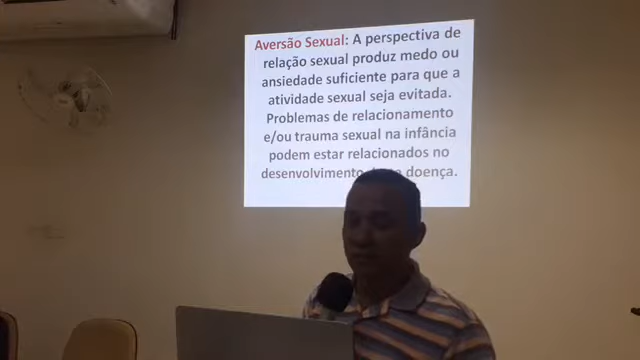 Aversão Sexual: A perspectiva de
relação sexual produz medo ou
ansiedade suficiente para que a
atividade sexual seja evitada.
Problemas de relacionamento
e/ou trauma sexual na infância
podem estar relacionados no
desenvolvimento doença.